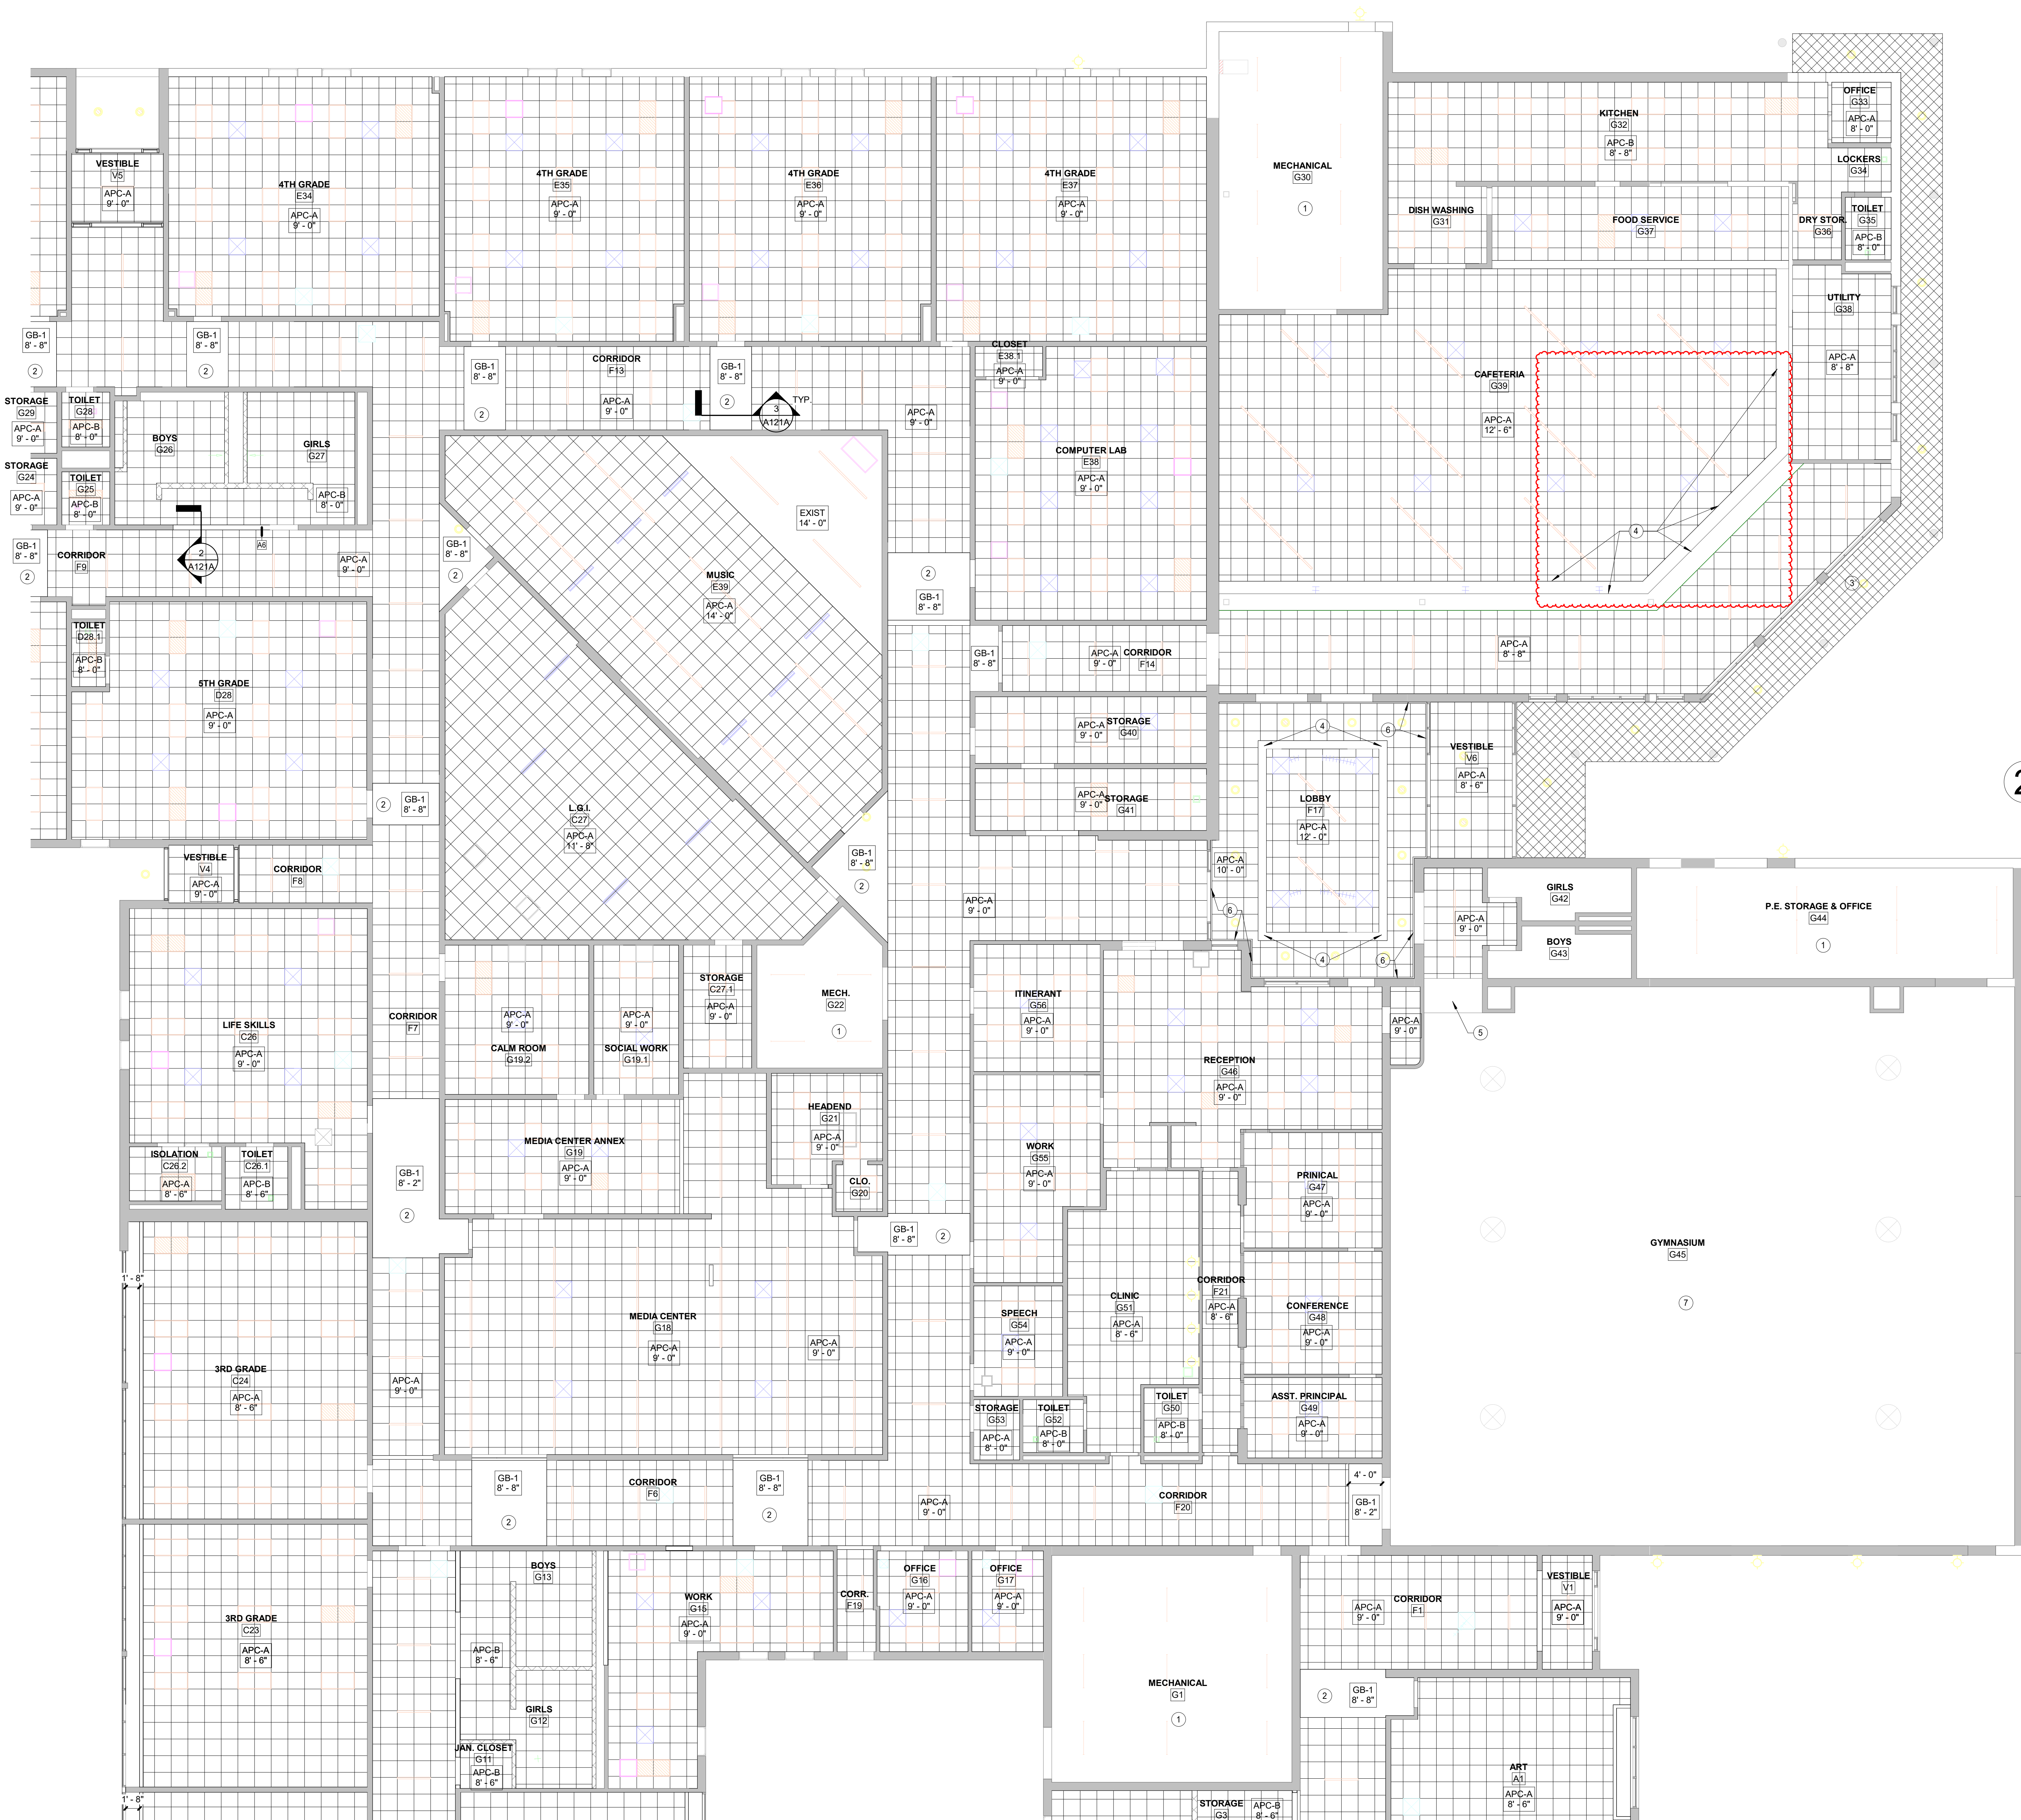 VESTIBLE
V5
APC-A
9' - 0"
4TH GRADE
E34
APC-A
9' - 0"
4TH GRADE
E35
APC-A
9' - 0"
4TH GRADE
E36
APC-A
9' - 0"
4TH GRADE
E37
APC-A
9' - 0"
MECHANICAL
G30
1
KITCHEN
G32
APC-B
8' - 8"
OFFICE
G33
APC-A
8' - 0"
LOCKERS
G34
DISH WASHING
G31
FOOD SERVICE
G37
DRY STOR.
G36
TOILET
G35
APC-B
8' - 0"
UTILITY
G38
APC-A
8' - 8"
GB-1
8' - 8"
2
GB-1
8' - 8"
2
GB-1
8' - 8"
2
CORRIDOR
F13
APC-A
9' - 0"
GB-1
8' - 8"
2
3
A121A
TYP.
APC-A
9' - 0"
CLOSET
E38.1
APC-A
9' - 0"
CAFETERIA
G39
APC-A
12' - 6"
4
3
APC-A
8' - 8"
STORAGE
G29
APC-A
9' - 0"
TOILET
G28
APC-B
8' - 0"
BOYS
G26
GIRLS
G27
APC-B
8' - 0"
STORAGE
G24
APC-A
9' - 0"
TOILET
G25
APC-B
8' - 0"
COMPUTER LAB
E38
APC-A
9' - 0"
EXIST
14' - 0"
GB-1
8' - 8"
2
CORRIDOR
F9
2
A121A
A6
APC-A
9' - 0"
GB-1
8' - 8"
2
MUSIC
E39
APC-A
14' - 0"
2
GB-1
8' - 8"
TOILET
D28.1
APC-B
8' - 0"
5TH GRADE
D28
APC-A
9' - 0"
GB-1
8' - 8"
APC-A
9' - 0"
CORRIDOR
F14
APC-A
9' - 0"
STORAGE
G40
APC-A
9' - 0"
STORAGE
G41
2
GB-1
8' - 8"
L.G.I.
C27
APC-A
11' - 8"
GB-1
8' - 8"
2
4
6
LOBBY
F17
APC-A
12' - 0"
VESTIBLE
V6
APC-A
8' - 6"
2
APC-A
10' - 0"
6
4
6
APC-A
9' - 0"
VESTIBLE
V4
APC-A
9' - 0"
CORRIDOR
F8
APC-A
9' - 0"
GIRLS
G42
BOYS
G43
P.E. STORAGE & OFFICE
G44
1
LIFE SKILLS
C26
APC-A
9' - 0"
CORRIDOR
F7
APC-A
9' - 0"
CALM ROOM
G19.2
APC-A
9' - 0"
SOCIAL WORK
G19.1
STORAGE
C27.1
APC-A
9' - 0"
MECH.
G22
1
ITINERANT
G56
APC-A
9' - 0"
RECEPTION
G46
APC-A
9' - 0"
APC-A
9' - 0"
5
ISOLATION
C26.2
APC-A
8' - 6"
TOILET
C26.1
APC-B
8' - 6"
GB-1
8' - 2"
2
MEDIA CENTER ANNEX
G19
APC-A
9' - 0"
HEADEND
G21
APC-A
9' - 0"
CLO.
G20
WORK
G55
APC-A
9' - 0"
PRINICAL
G47
APC-A
9' - 0"
GB-1
8' - 8"
2
1' - 8"
3RD GRADE
C24
APC-A
8' - 6"
APC-A
9' - 0"
MEDIA CENTER
G18
APC-A
9' - 0"
APC-A
9' - 0"
SPEECH
G54
APC-A
9' - 0"
CLINIC
G51
APC-A
8' - 6"
CORRIDOR
F21
APC-A
8' - 6"
CONFERENCE
G48
APC-A
9' - 0"
GYMNASIUM
G45
7
STORAGE
G53
APC-A
8' - 0"
TOILET
G52
APC-B
8' - 0"
TOILET
G50
APC-B
8' - 0"
ASST. PRINCIPAL
G49
APC-A
9' - 0"
GB-1
8' - 8"
2
CORRIDOR
F6
GB-1
8' - 8"
2
APC-A
9' - 0"
CORRIDOR
F20
4' - 0"
GB-1
8' - 2"
3RD GRADE
C23
APC-A
8' - 6"
BOYS
G13
APC-B
8' - 6"
GIRLS
G12
JAN. CLOSET
G11
APC-B
8' - 6"
WORK
G15
APC-A
9' - 0"
CORR.
F19
OFFICE
G16
APC-A
9' - 0"
OFFICE
G17
APC-A
9' - 0"
MECHANICAL
G1
1
APC-A
9' - 0"
CORRIDOR
F1
VESTIBLE
V1
APC-A
9' - 0"
2
GB-1
8' - 8"
ART
A1
APC-A
8' - 6"
1' - 8"
STORAGE
G3
APC-B
8' - 6"